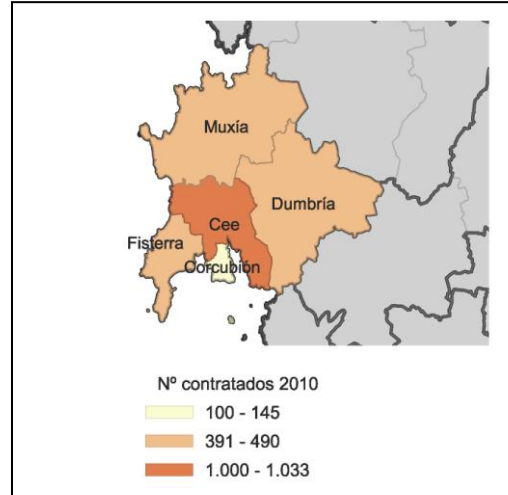 Muxía
Dumbría
Cee
Fisterra
Corcubión
Nº contratados 2010
100 - 145
391 - 490
1.000 - 1.033